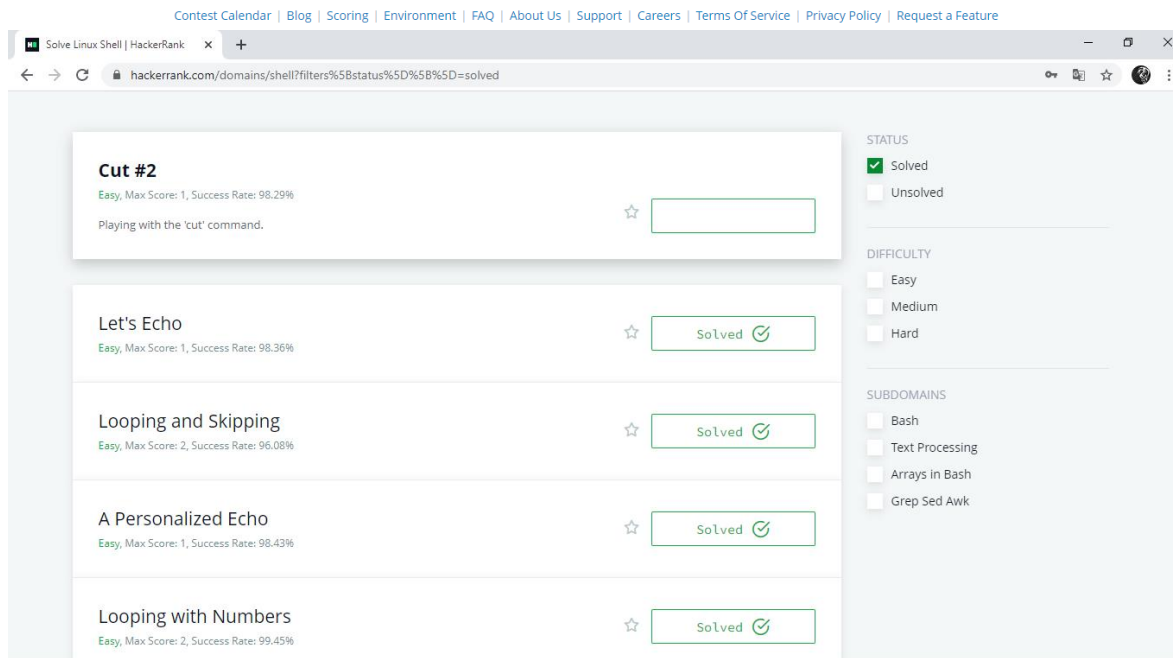 Contest Calendar | Blog | Scoring | Environment | FAQ | About Us | Support | Careers | Terms Of Service | Privacy Policy | Request a Feature
Solve Linux Shell | HackerRank
hackerrank.com/domains/shell?filters%5Bstatus%5D%5B%5D=solved
Cut #2
Easy, Max Score: 1, Success Rate: 98.29%
Playing with the 'cut' command.
Let's Echo
Easy, Max Score: 1, Success Rate: 98.36%
Solved
Looping and Skipping
Easy, Max Score: 2, Success Rate: 96.08%
Solved
A Personalized Echo
Easy, Max Score: 1, Success Rate: 98.43%
Solved
Looping with Numbers
Easy, Max Score: 2, Success Rate: 99.45%
Solved
STATUS
Solved
Unsolved
DIFFICULTY
Easy
Medium
Hard
SUBDOMAINS
Bash
Text Processing
Arrays in Bash
Grep Sed Awk